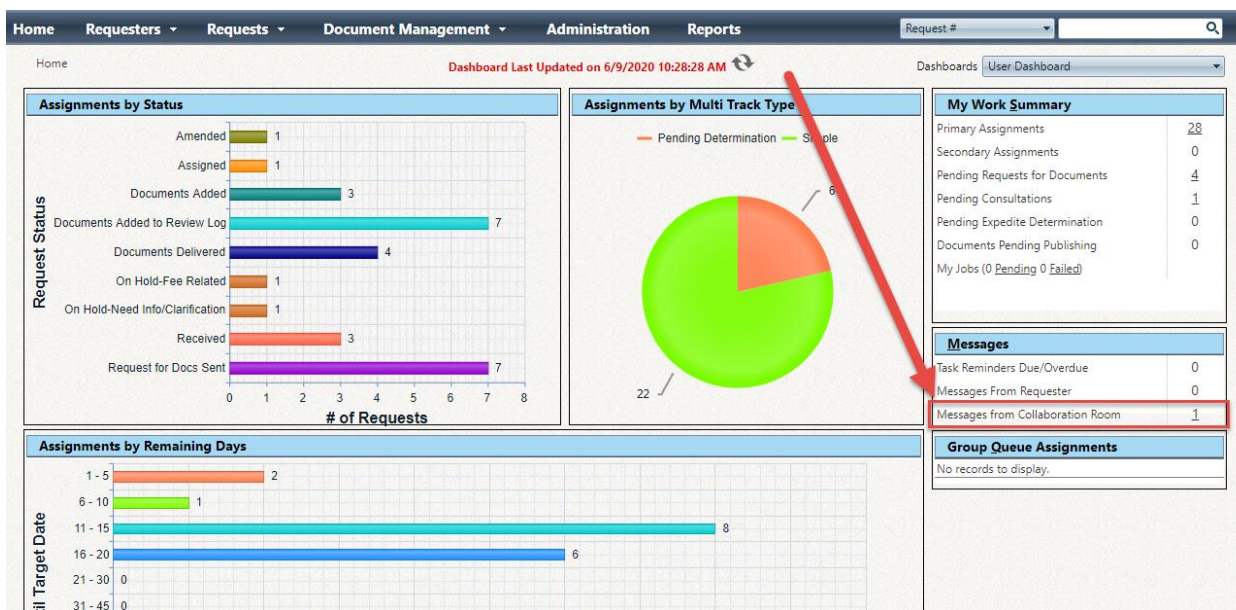 Home Requesters Requests Document Management Administration Reports Request #
Home
Dashboard Last Updated on 6/9/2020 10:28:28 AM
Dashboards User Dashboard
Assignments by Status
Request Status
Amended 1
Assigned 1
Documents Added 3
Documents Added to Review Log 7
Documents Delivered 4
On Hold-Fee Related 1
On Hold-Need Info/Clarification 1
Received 3
Request for Docs Sent 7
0 1 2 3 4 5 6 7 8
# of Requests
Assignments by Multi Track Type
Pending Determination
6
22
My Work Summary
Primary Assignments 28
Secondary Assignments 0
Pending Requests for Documents 4
Pending Consultations 1
Pending Expedite Determination 0
Documents Pending Publishing 0
My Jobs (0 Pending 0 Failed)
Messages
Task Reminders Due/Overdue 0
Messages From Requester 0
Messages from Collaboration Room 1
Group Queue Assignments
No records to display.
Assignments by Remaining Days
Target Date
1 - 5 2
6 - 10 1
11 - 15 8
16 - 20 6
21 - 30 0
31 - 45 0